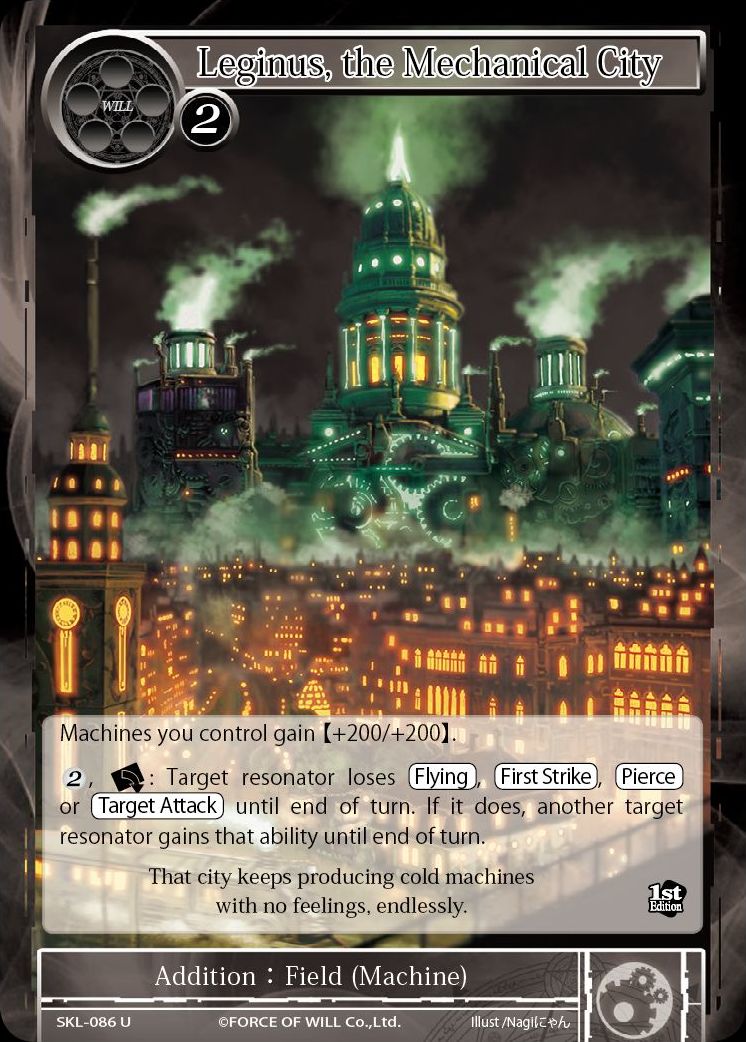 Leginus, the Mechanical City
WILL
2
Machines you control gain 【+200/+200】.
2, : Target resonator loses Flying, First Strike, Pierce
or Target Attack until end of turn. If it does, another target
resonator gains that ability until end of turn.
That city keeps producing cold machines
with no feelings, endlessly.
1st
Edition
Addition : Field (Machine)
SKL-086 U ©FORCE OF WILL Co.,Ltd. Illust /Nagiにゃん